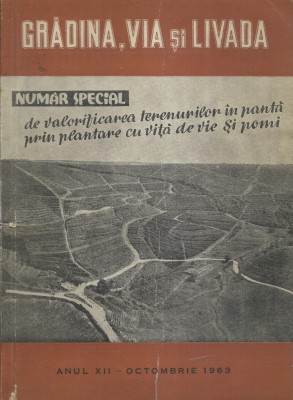 GRĂDINA, VIA și LIVADA
NUMĂR SPECIAL
de valorificarea terenurilor în pantă
prin plantare cu viță de vie și pomi
ANUL XII - OCTOMBRIE 1963